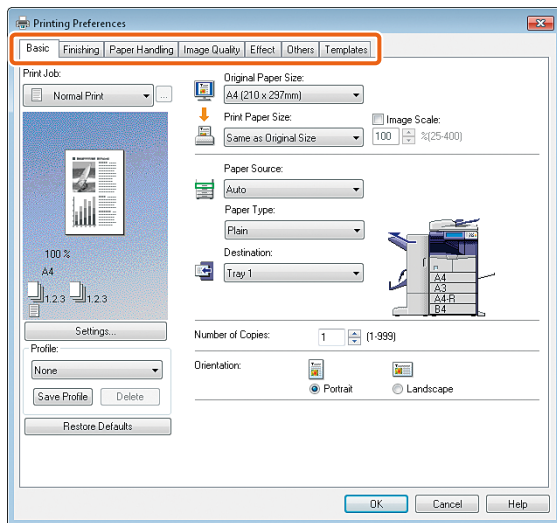 Printing Preferences
Basic Finishing Paper Handling Image Quality Effect Others Templates
Print Job:
Normal Print
...
100 %
A4
1.2.3 1.2.3
Settings...
Profile:
None
Save Profile Delete
Restore Defaults
Original Paper Size:
A4 (210 x 297mm)
Print Paper Size:
Same as Original Size
Image Scale:
100 %(25-400)
Paper Source:
Auto
Paper Type:
Plain
Destination:
Tray 1
A4
A3
A4-R
B4
Number of Copies:
1 (1-999)
Orientation:
Portrait Landscape
OK Cancel Help